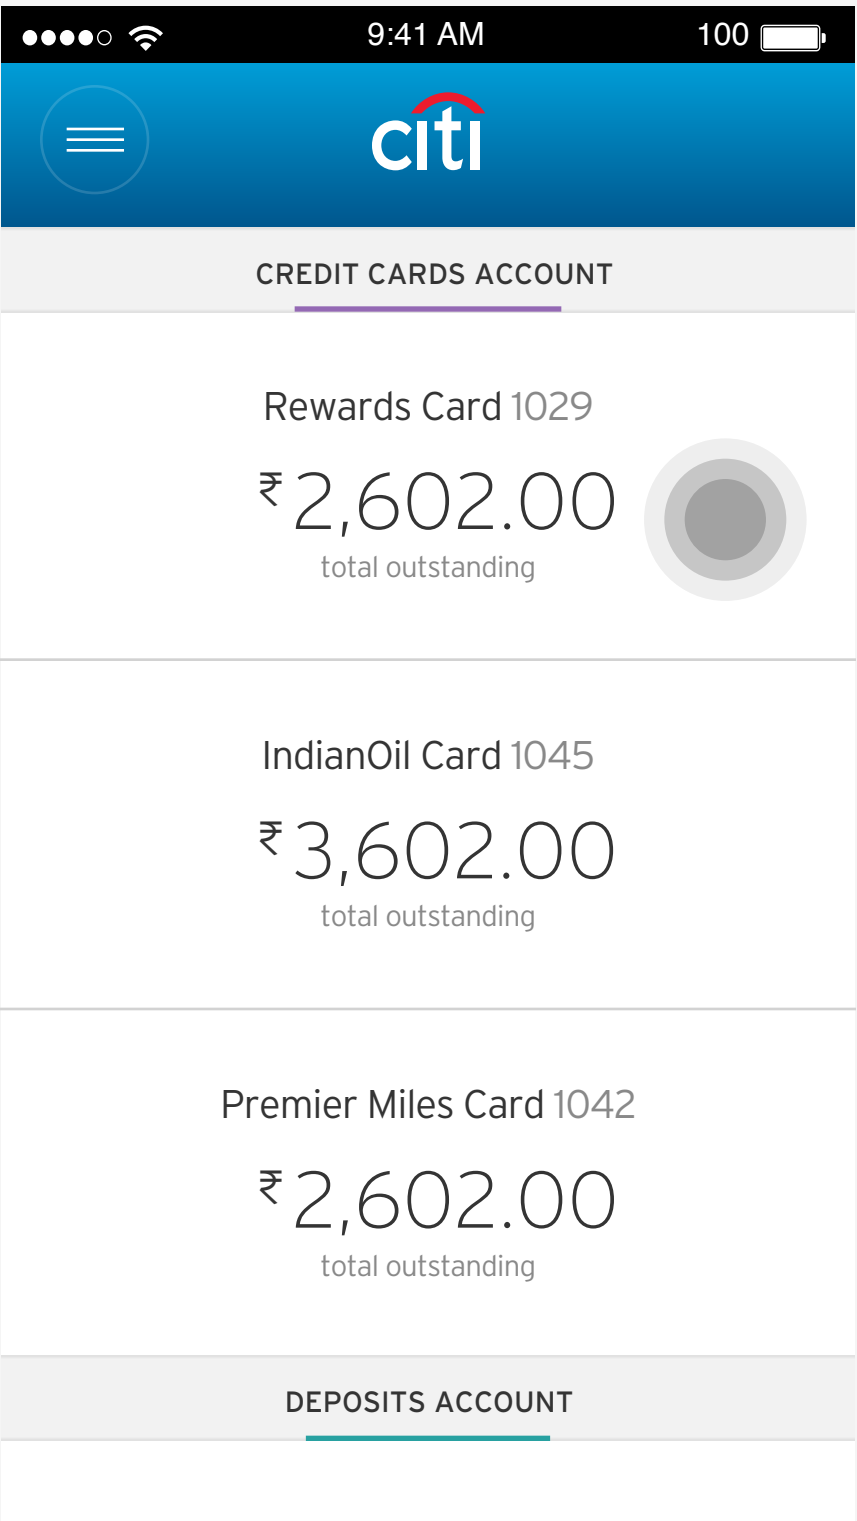 9:41 AM 100
citi
CREDIT CARDS ACCOUNT
Rewards Card 1029
₹2,602.00
total outstanding
IndianOil Card 1045
₹3,602.00
total outstanding
Premier Miles Card 1042
₹2,602.00
total outstanding
DEPOSITS ACCOUNT